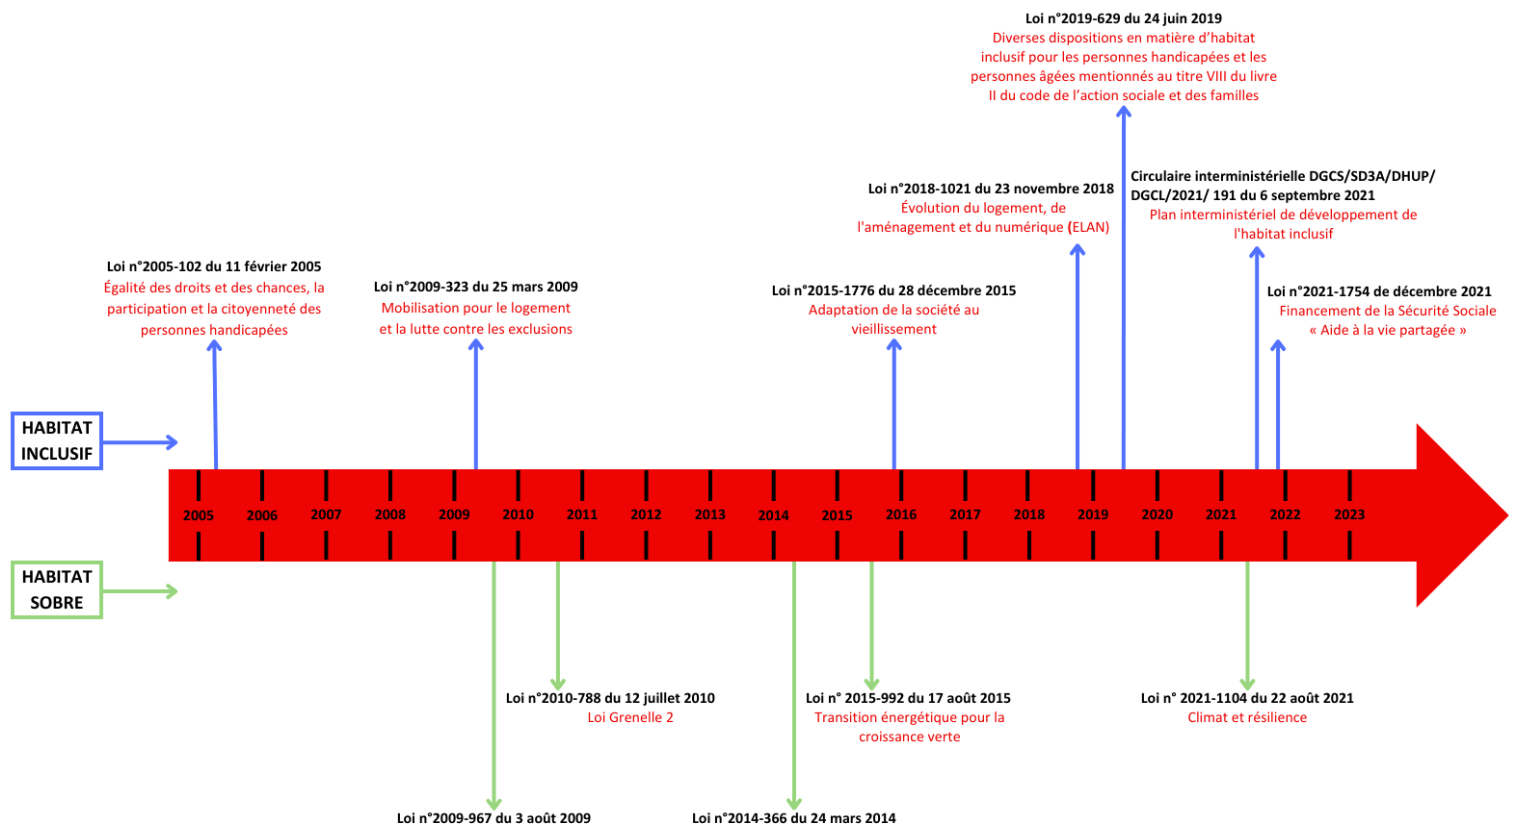 Loi n°2019-629 du 24 juin 2019
Diverses dispositions en matière d'habitat
inclusif pour les personnes handicapées et les
personnes âgées mentionnés au titre VIII du livre
II du code de l'action sociale et des familles
Circulaire interministérielle DGCS/SD3A/DHUP/
DGCL/2021/ 191 du 6 septembre 2021
Plan interministériel de développement de
l'habitat inclusif
Loi n°2018-1021 du 23 novembre 2018
Évolution du logement, de
l'aménagement et du numérique (ELAN)
Loi n°2005-102 du 11 février 2005
Égalité des droits et des chances, la
participation et la citoyenneté des
personnes handicapées
Loi n°2009-323 du 25 mars 2009
Mobilisation pour le logement
et la lutte contre les exclusions
Loi n°2015-1776 du 28 décembre 2015
Adaptation de la société au
vieillissement
Loi n°2021-1754 de décembre 2021
Financement de la Sécurité Sociale
« Aide à la vie partagée »
HABITAT
INCLUSIF
2005 2006 2007 2008 2009 2010 2011 2012 2013 2014 2015 2016 2017 2018 2019 2020 2021 2022 2023
HABITAT
SOBRE
Loi n°2010-788 du 12 juillet 2010
Loi Grenelle 2
Loi n° 2015-992 du 17 août 2015
Transition énergétique pour la
croissance verte
Loi n° 2021-1104 du 22 août 2021
Climat et résilience
Loi n°2009-967 du 3 août 2009
Loi n°2014-366 du 24 mars 2014